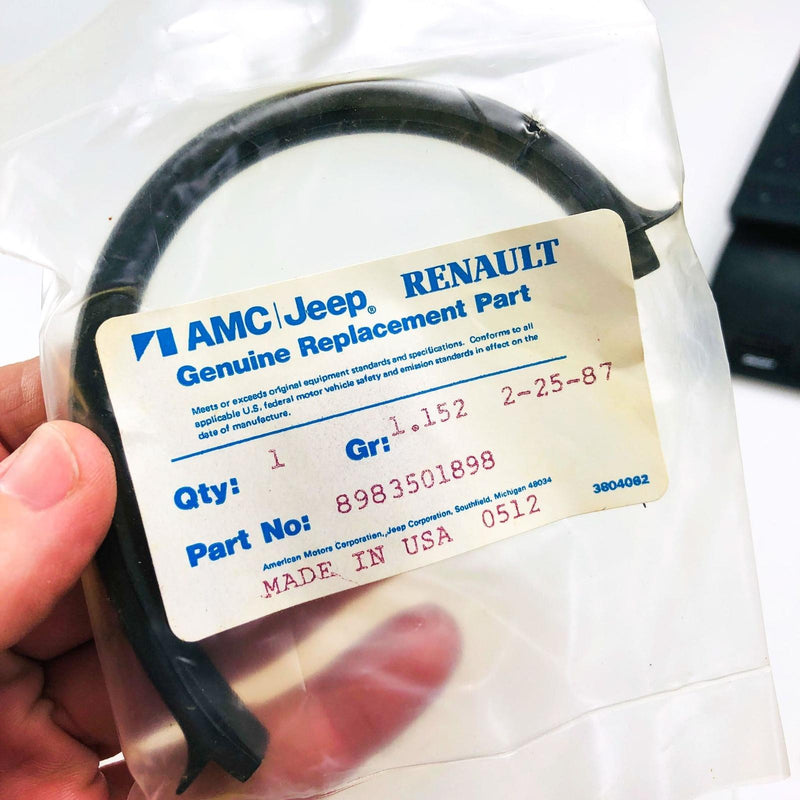 AMC|Jeep® RENAULT
Genuine Replacement Part
Meets or exceeds original equipment standards and specifications. Conforms to all
applicable U.S. federal motor vehicle safety and emission standards in effect on the
date of manufacture.
Qty: 1 Gr: 1.152 2-25-87
Part No: 8983501898
American Motors Corporation, Jeep Corporation, Southfield, Michigan 48034 3804062
MADE IN USA 0512